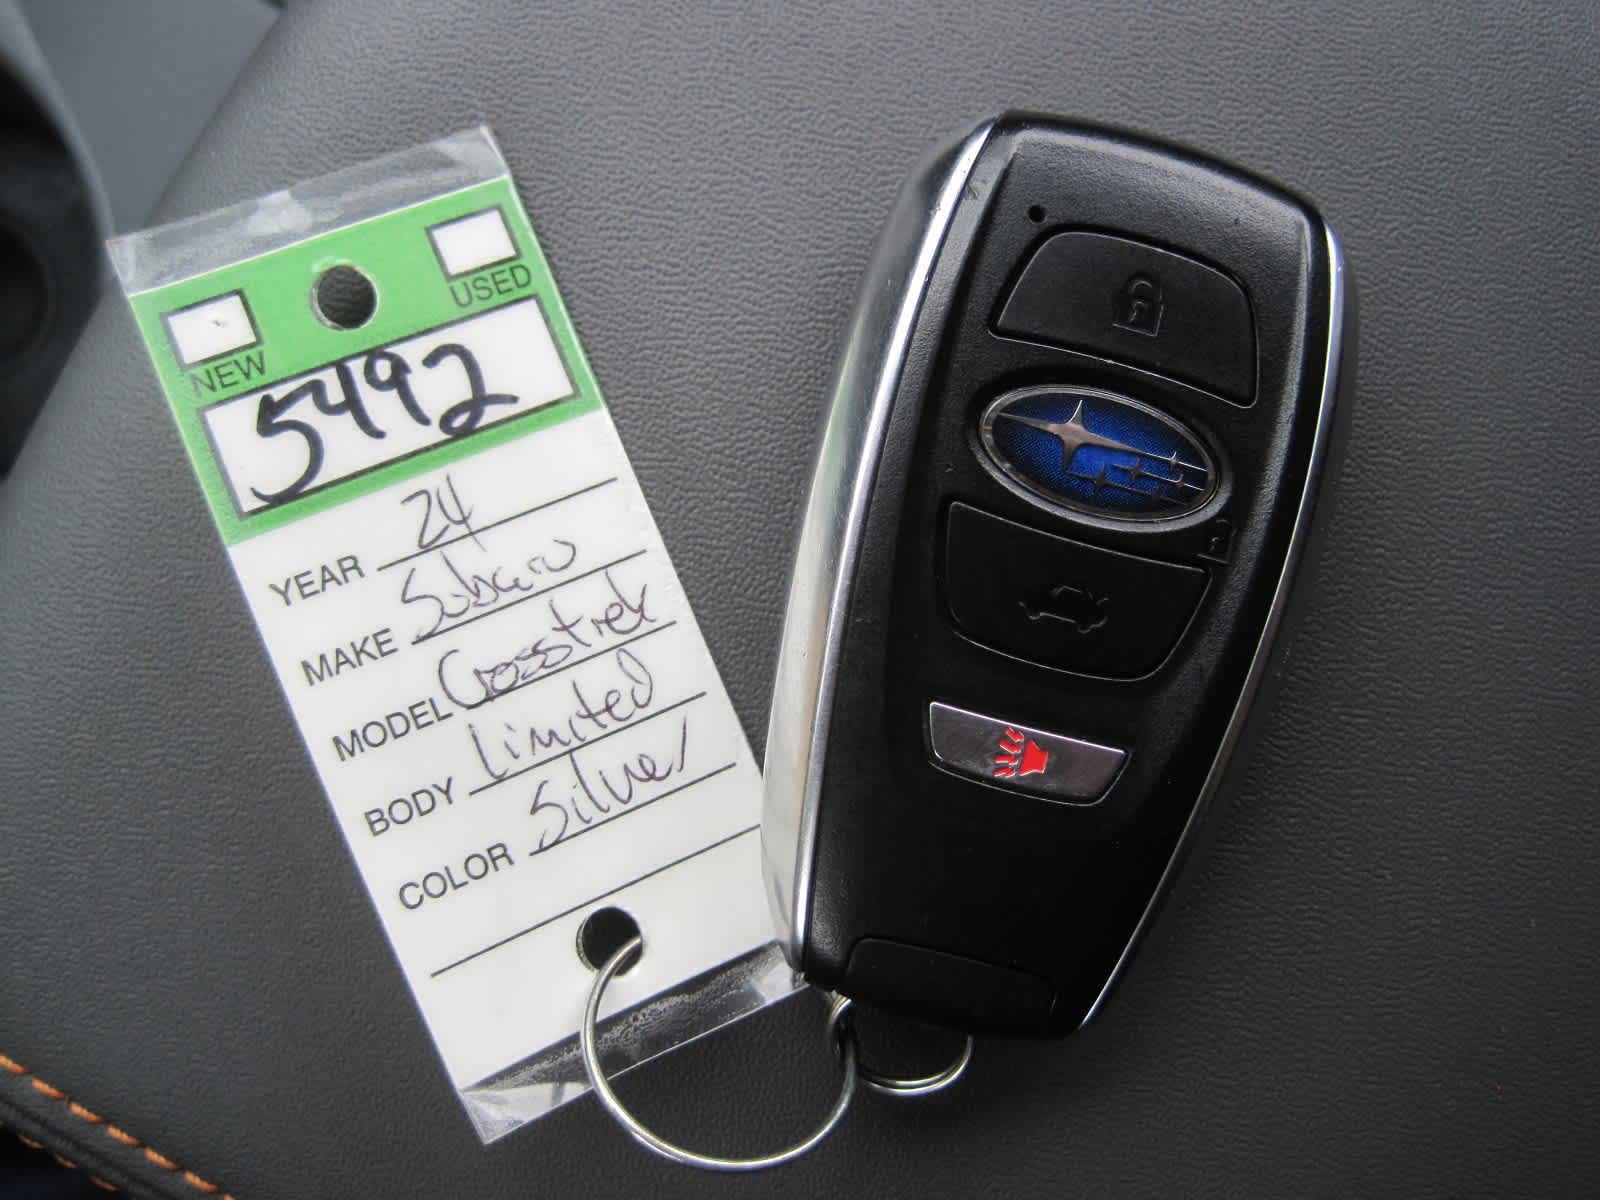 USED
NEW
5492
YEAR 24
MAKE Subaru
MODEL Crosstrek
BODY Limited
COLOR Silver